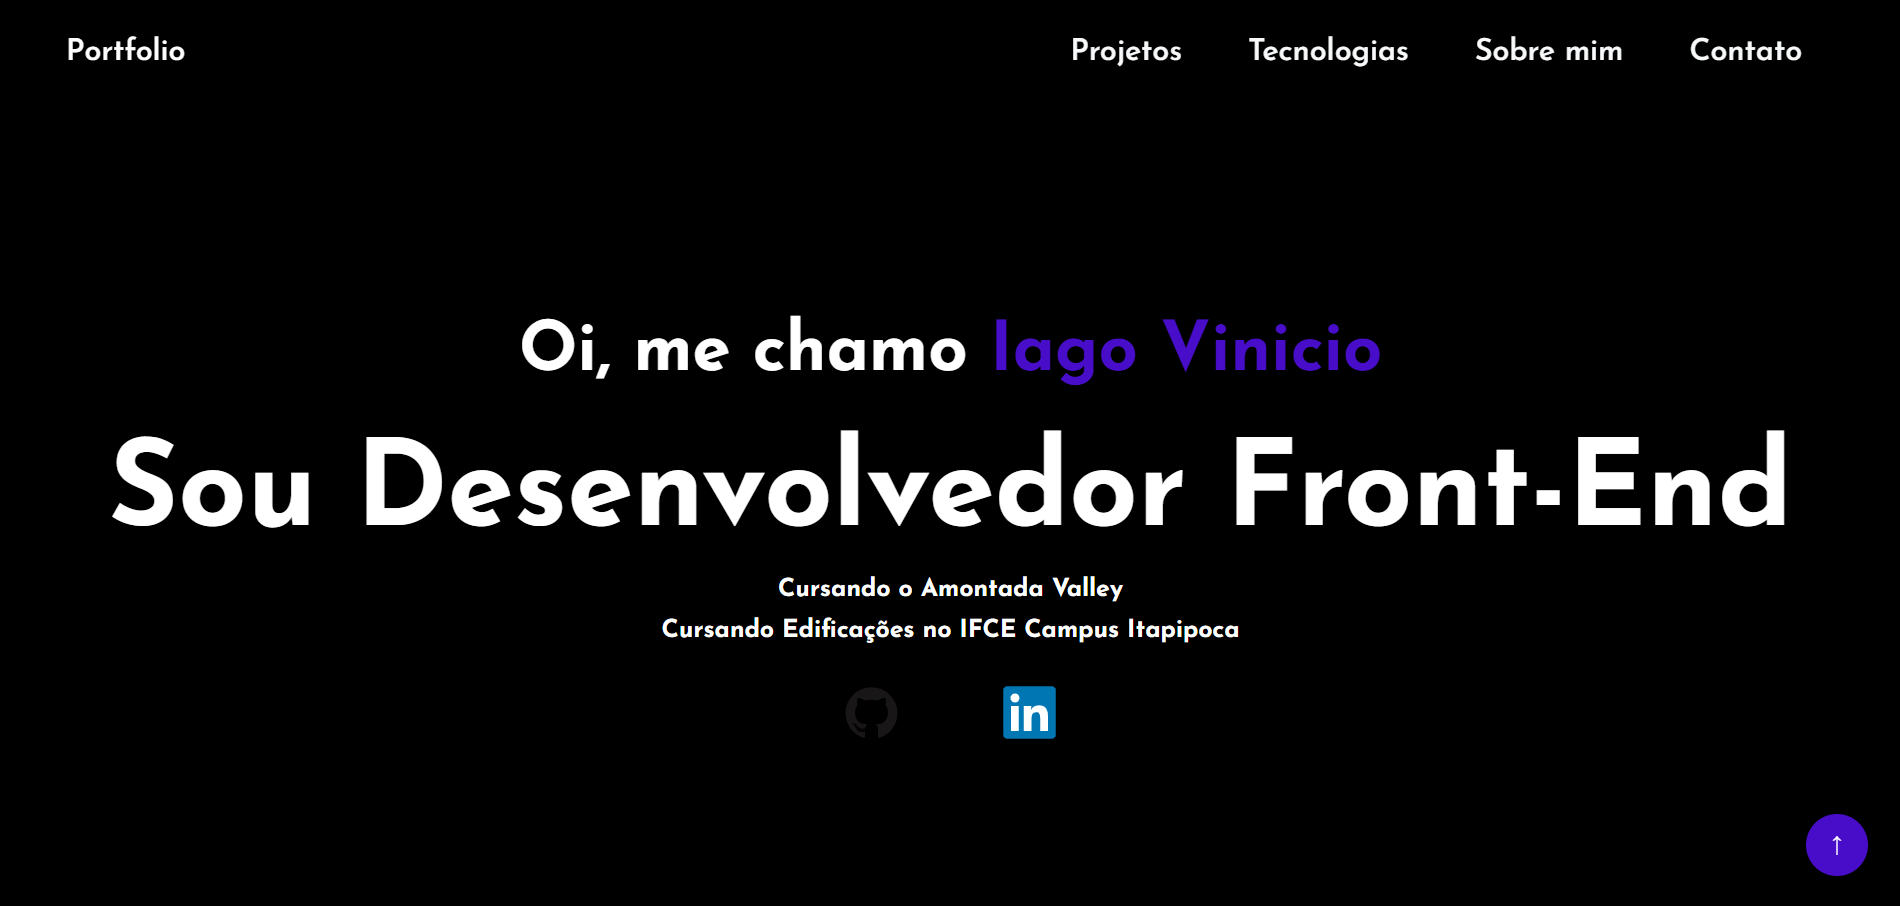 Portfolio Projetos Tecnologias Sobre mim Contato
Oi, me chamo Iago Vinicio
Sou Desenvolvedor Front-End
Cursando o Amontada Valley
Cursando Edificações no IFCE Campus Itapipoca
in
↑